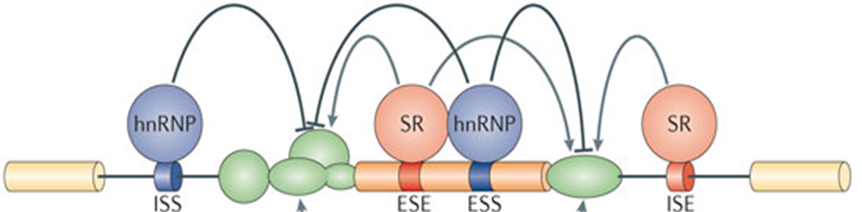 hnRNP SR hnRNP SR
ISS ESE ESS ISE